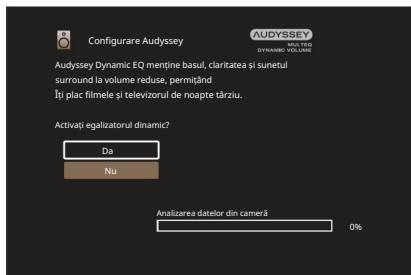 Configurare Audyssey
AUDYSSEY
MULTEQ
DYNAMIC VOLUME
Audyssey Dynamic EQ menține basul, claritatea și sunetul
surround la volume reduse, permițând
Îți plac filmele și televizorul de noapte târziu.
Activați egalizatorul dinamic?
Da
Nu
Analizarea datelor din cameră
0%